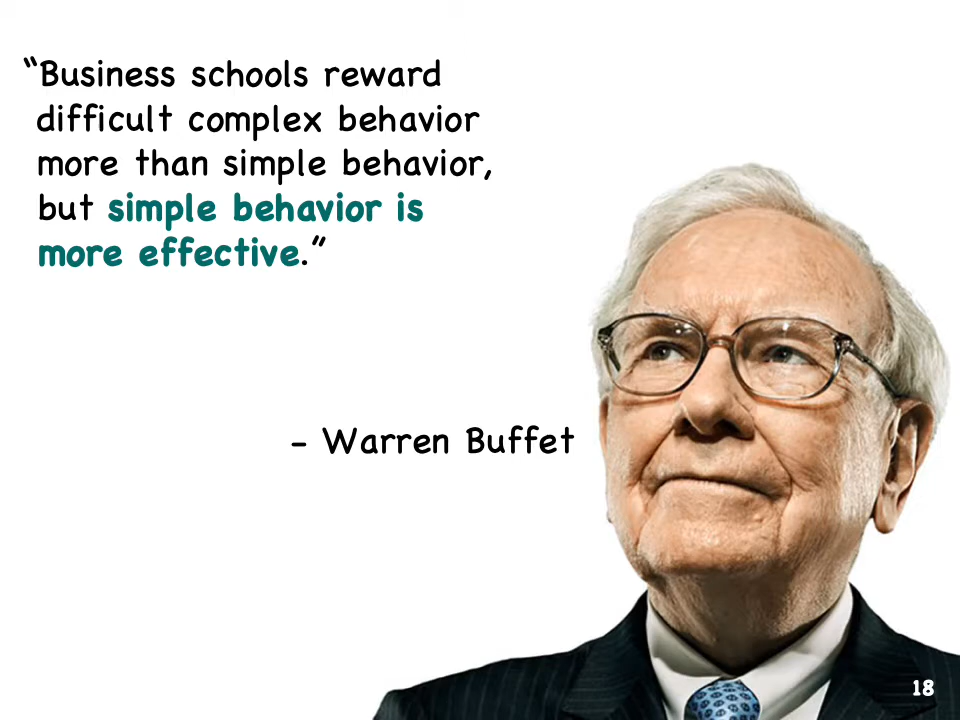 “Business schools reward
difficult complex behavior
more than simple behavior,
but simple behavior is
more effective.”
- Warren Buffet
18